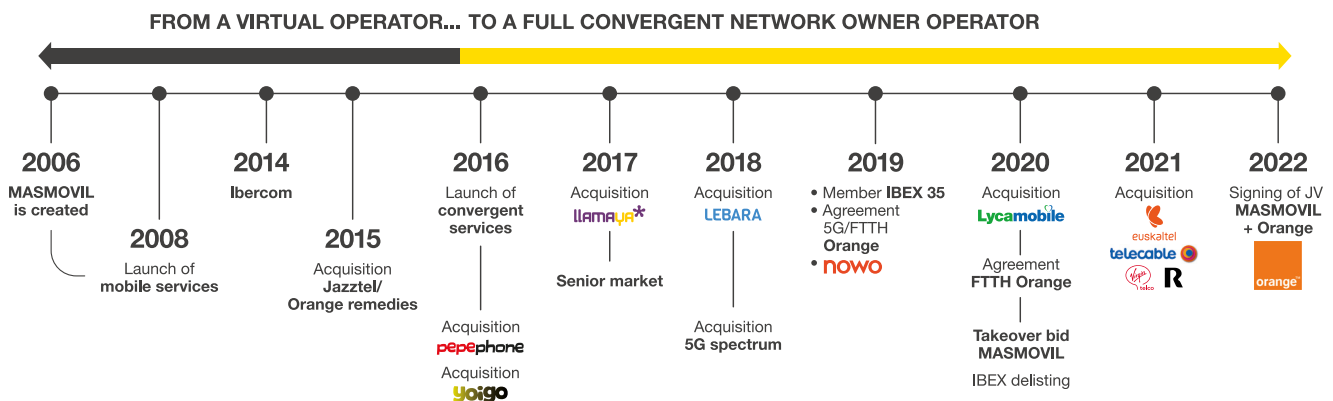 FROM A VIRTUAL OPERATOR... TO A FULL CONVERGENT NETWORK OWNER OPERATOR
2006
MASMOVIL
is created
2008
Launch of
mobile services
2014
Ibercom
2015
Acquisition
Jazztel/
Orange remedies
2016
Launch of
convergent
services
Acquisition
pepephone
Acquisition
yoigo
2017
Acquisition
LLAMAYA*
Senior market
2018
Acquisition
LEBARA
Acquisition
5G spectrum
2019
• Member IBEX 35
• Agreement
5G/FTTH
Orange
• nowo
2020
Acquisition
Lycamobile
Agreement
FTTH Orange
Takeover bid
MASMOVIL
IBEX delisting
2021
Acquisition
euskaltel
telecable
Virgin
telco
R
2022
Signing of JV
MASMOVIL
+ Orange
orange™